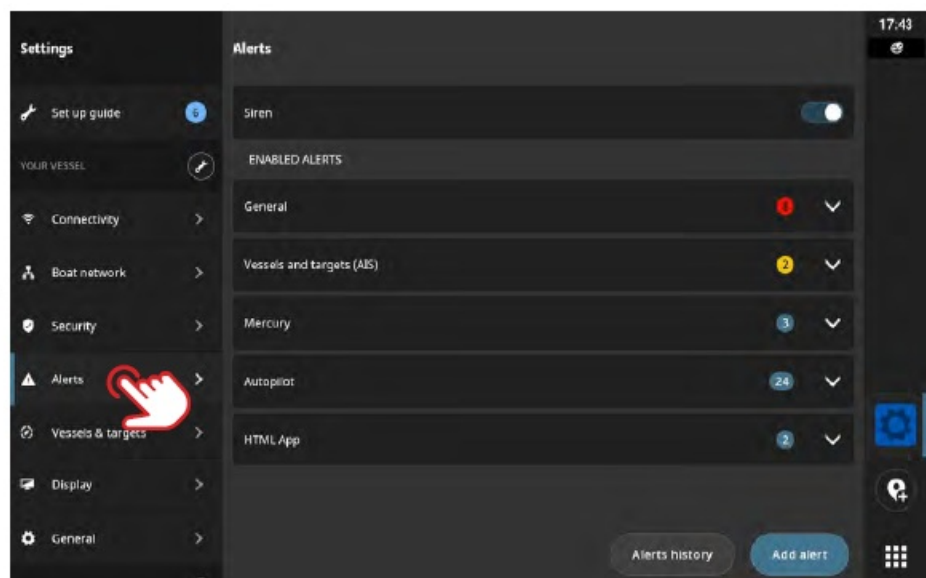 17:43
Settings
Alerts
Set up guide 6
Siren
YOUR VESSEL
ENABLED ALERTS
Connectivity
General
Boat network
Vessels and targets (AIS) 2
Security
Mercury 3
Alerts
Autopilot 24
Vessels & targets
HTML App 2
Display
General
Alerts history
Add alert